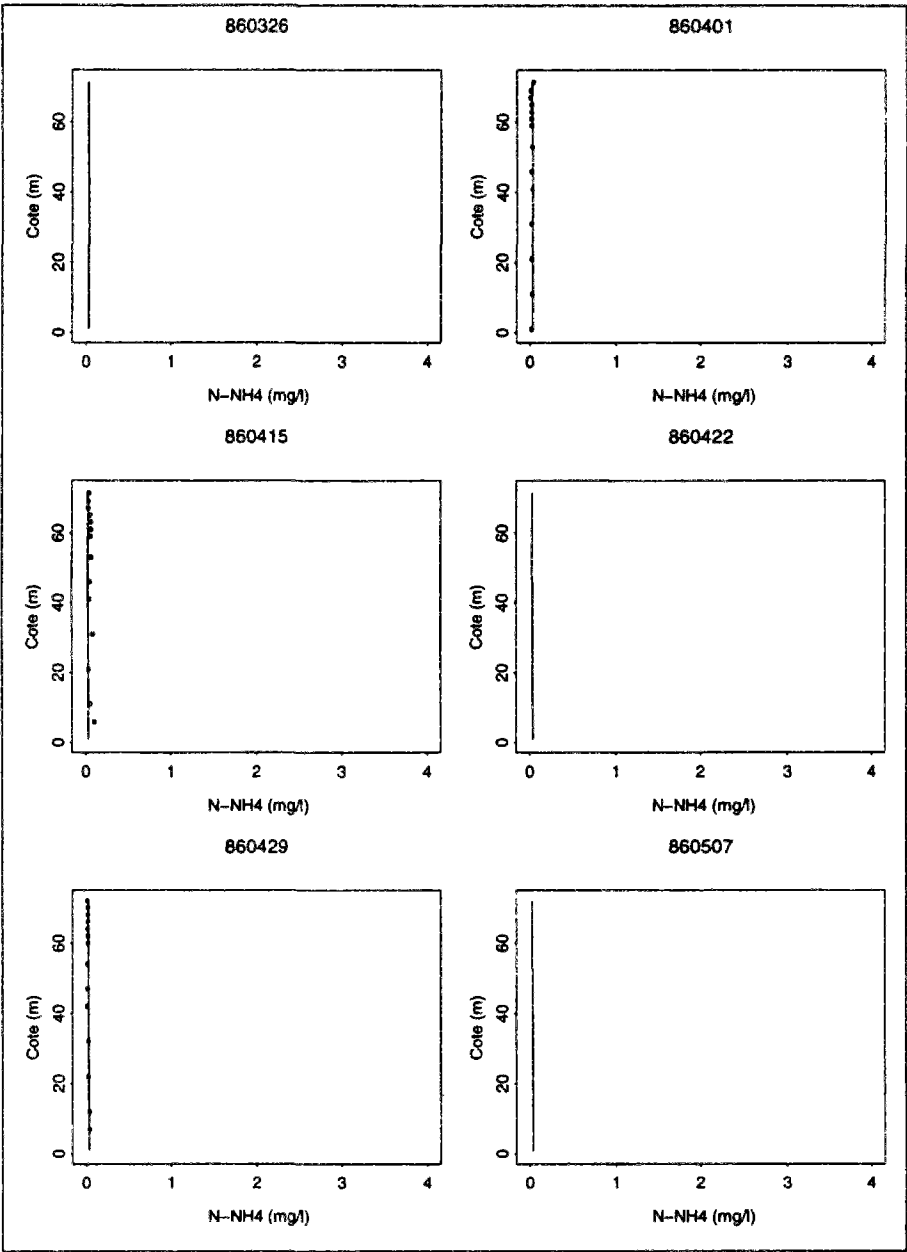 860326
60
40
20
0
Cote (m)
0 1 2 3 4
N-NH4 (mg/l)
860401
60
40
20
0
Cote (m)
0 1 2 3 4
N-NH4 (mg/l)
860415
60
40
20
0
Cote (m)
0 1 2 3 4
N-NH4 (mg/l)
860422
60
40
20
0
Cote (m)
0 1 2 3 4
N-NH4 (mg/l)
860429
60
40
20
0
Cote (m)
0 1 2 3 4
N-NH4 (mg/l)
860507
60
40
20
0
Cote (m)
0 1 2 3 4
N-NH4 (mg/l)